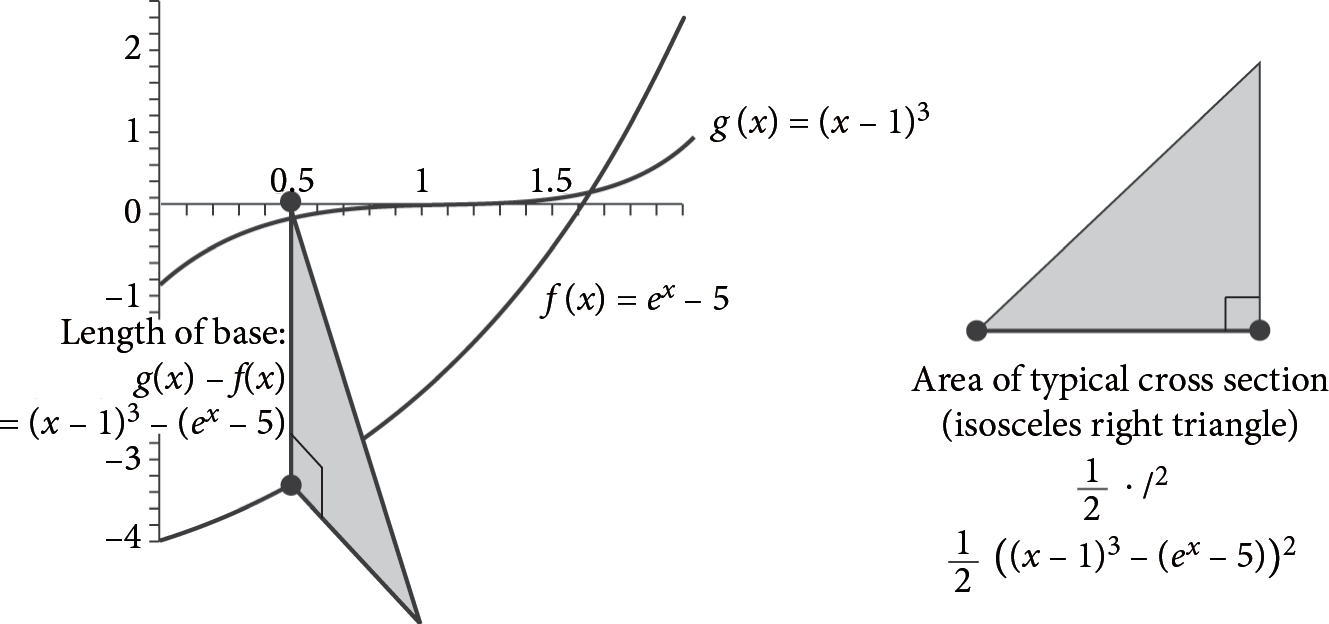 2
1
0
–1
–3
–4
0.5
1
1.5
g (x) = (x – 1)³
f (x) = eˣ – 5
Length of base:
g(x) – f(x)
= (x – 1)³ – (eˣ – 5)
Area of typical cross section
(isosceles right triangle)
1/2 · l²
1/2 ((x – 1)³ – (eˣ – 5))²